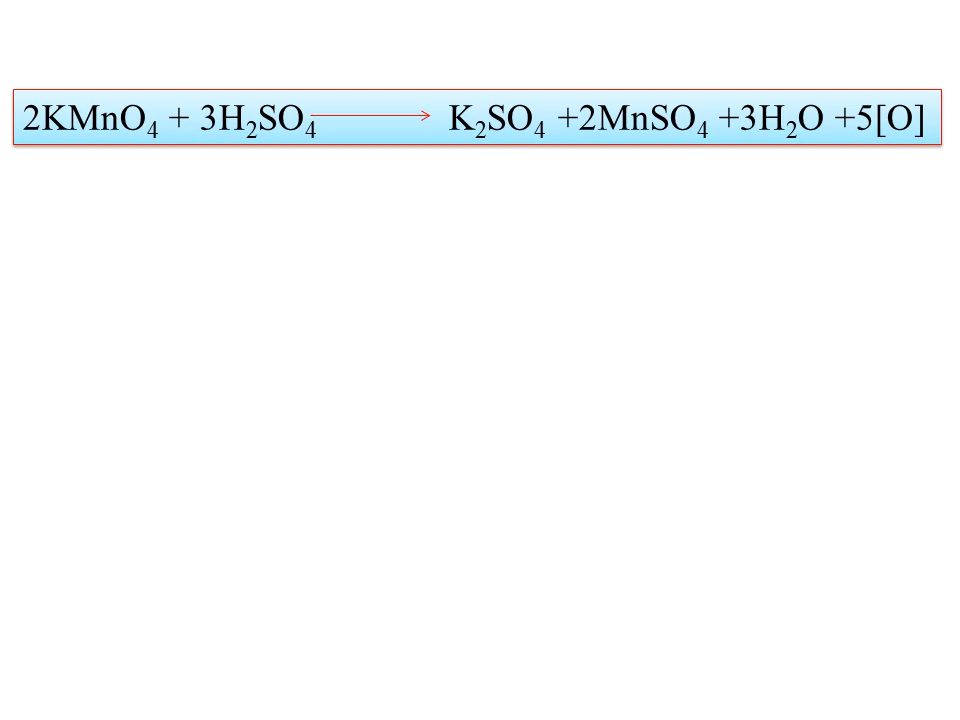 2KMnO₄ + 3H₂SO₄ ⟶ K₂SO₄ +2MnSO₄ +3H₂O +5[O]